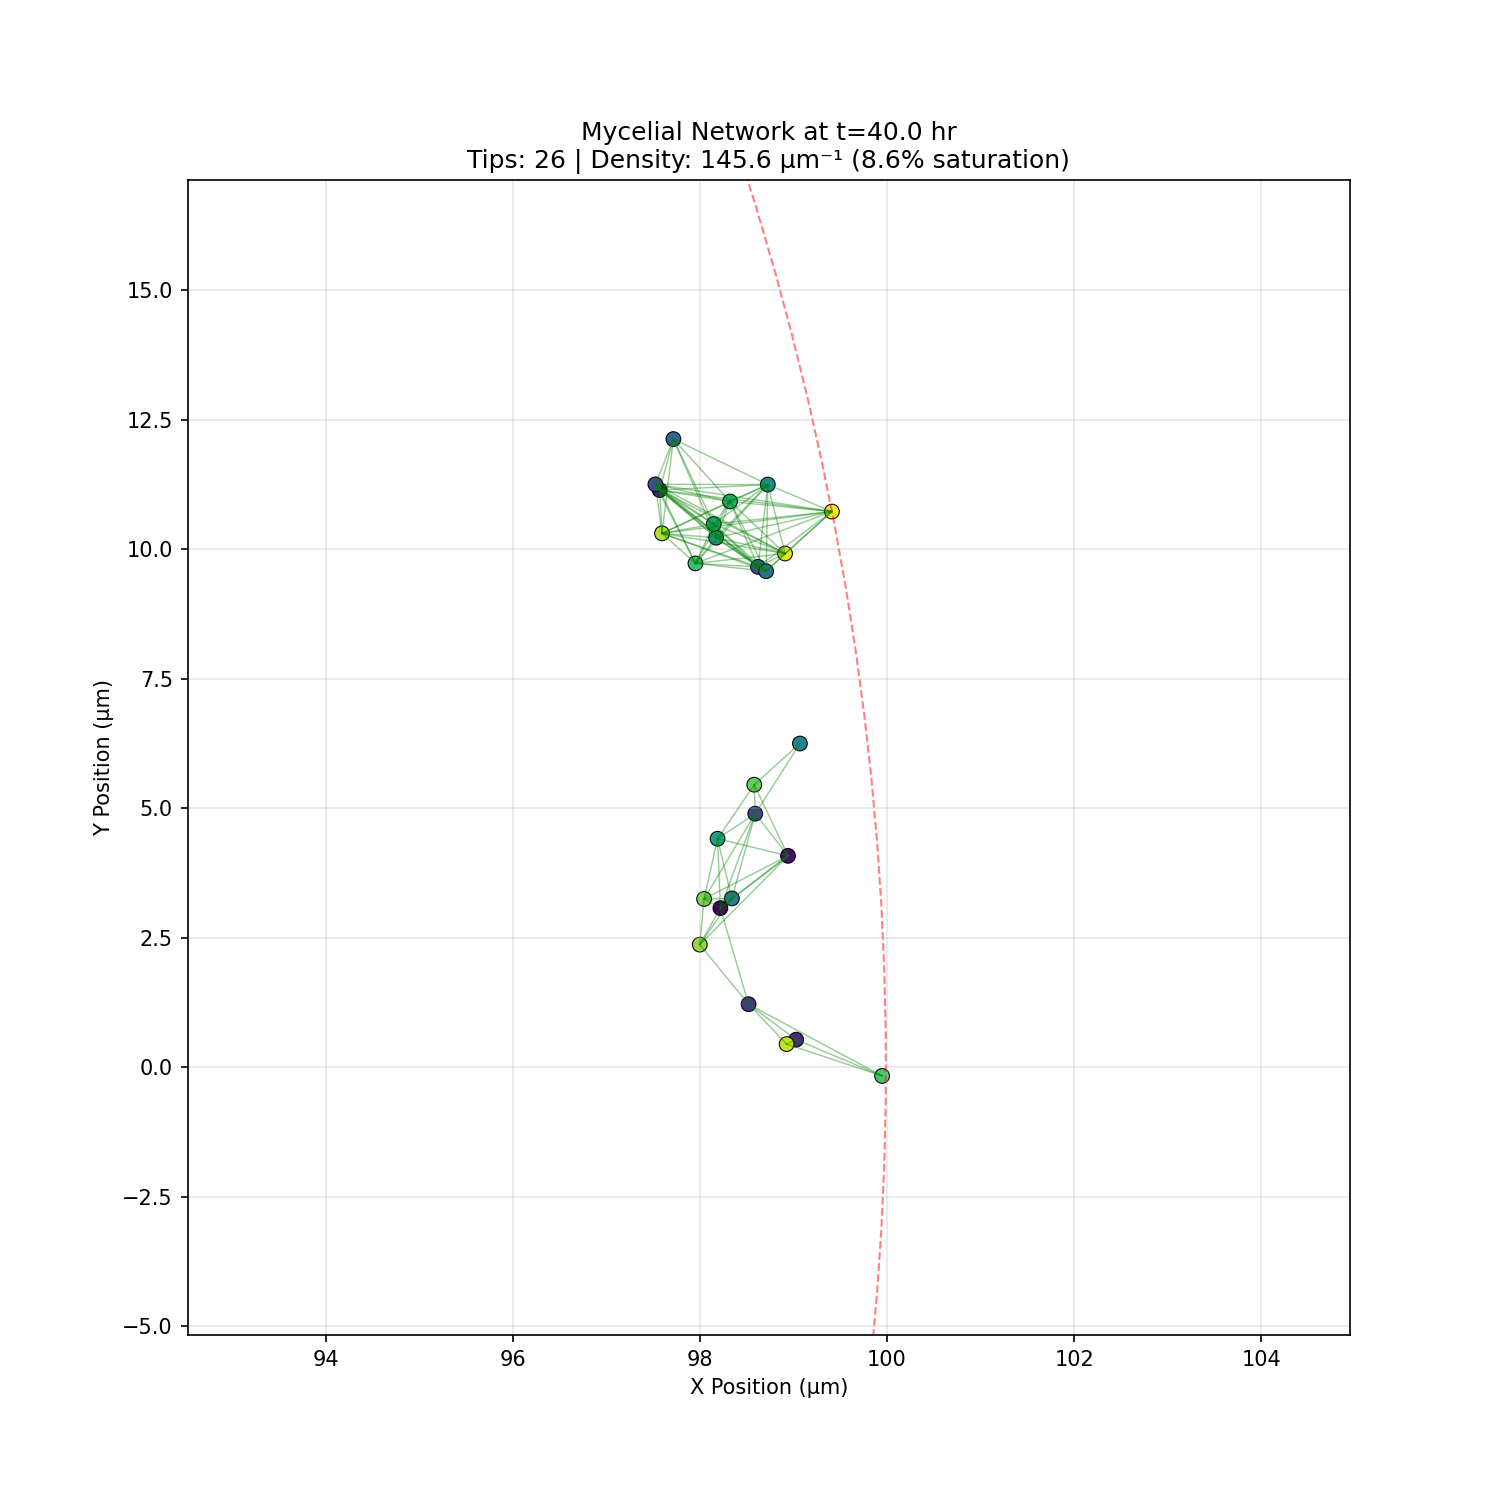 Mycelial Network at t=40.0 hr
Tips: 26 | Density: 145.6 μm⁻¹ (8.6% saturation)
Y Position (μm)
15.0
12.5
10.0
7.5
5.0
2.5
0.0
−2.5
−5.0
94 96 98 100 102 104
X Position (μm)